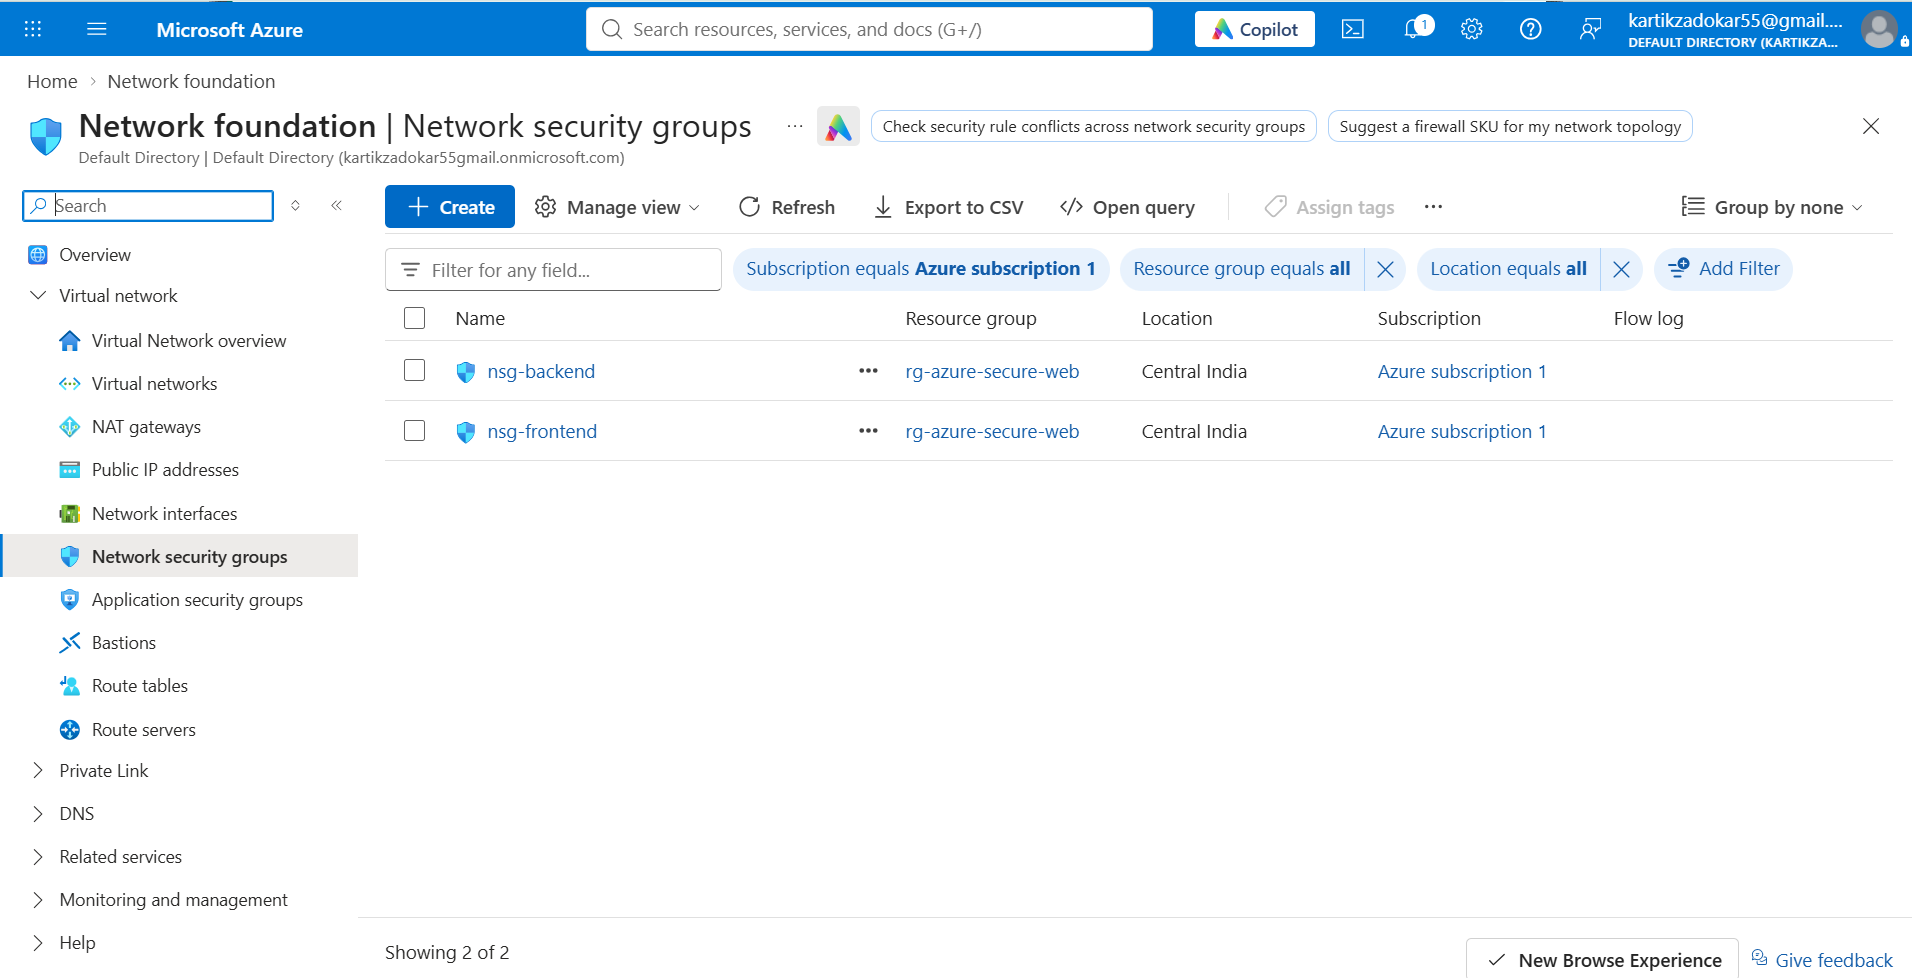 Microsoft Azure
Search resources, services, and docs (G+/)
Copilot
1
kartikzadokar55@gmail....
DEFAULT DIRECTORY (KARTIKZA...
Home > Network foundation
Network foundation | Network security groups
...
Check security rule conflicts across network security groups
Suggest a firewall SKU for my network topology
Default Directory | Default Directory (kartikzadokar55gmail.onmicrosoft.com)
Search
Overview
Virtual network
Virtual Network overview
Virtual networks
NAT gateways
Public IP addresses
Network interfaces
Network security groups
Application security groups
Bastions
Route tables
Route servers
Private Link
DNS
Related services
Monitoring and management
Help
+ Create
Manage view
Refresh
Export to CSV
</> Open query
Assign tags
...
Group by none
Filter for any field...
Subscription equals Azure subscription 1
Resource group equals all
Location equals all
Add Filter
Name Resource group Location Subscription Flow log
nsg-backend ... rg-azure-secure-web Central India Azure subscription 1
nsg-frontend ... rg-azure-secure-web Central India Azure subscription 1
Showing 2 of 2
New Browse Experience
Give feedback